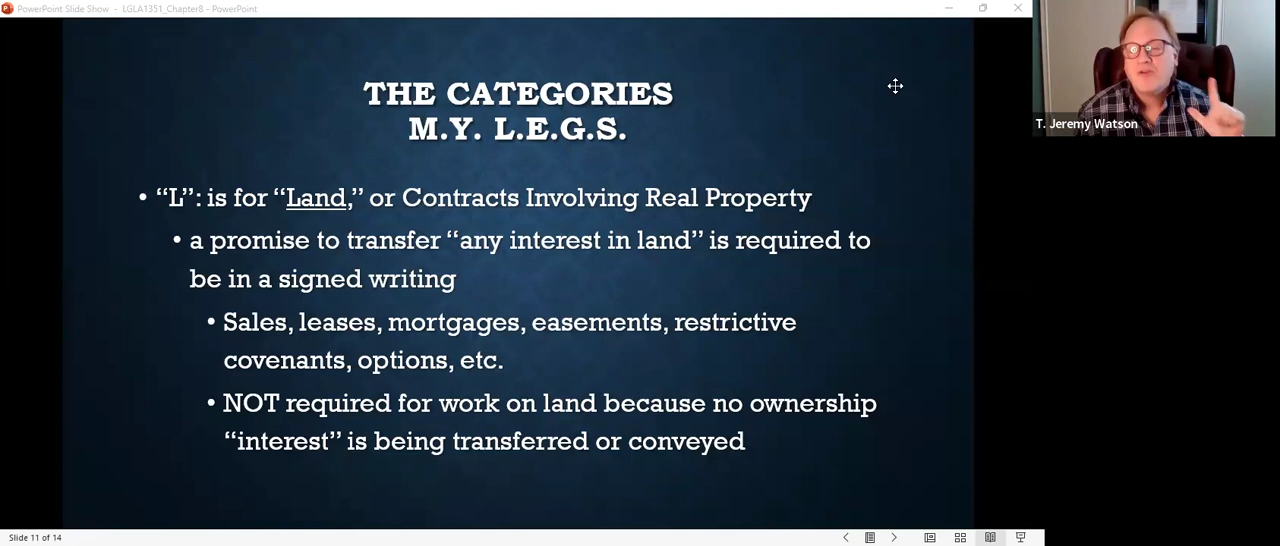 PowerPoint Slide Show - LGLA1351_Chapter8 - PowerPoint
THE CATEGORIES
M.Y. L.E.G.S.
• “L”: is for “Land,” or Contracts Involving Real Property
• a promise to transfer “any interest in land” is required to
be in a signed writing
• Sales, leases, mortgages, easements, restrictive
covenants, options, etc.
• NOT required for work on land because no ownership
“interest” is being transferred or conveyed
T. Jeremy Watson
Slide 11 of 14